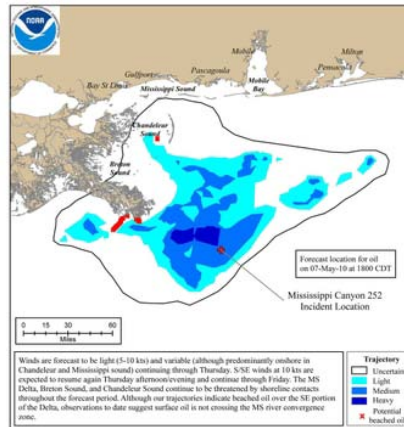 NOAA
Mobile
Milton
Gulfport
Pascagoula
Pensacola
Bay St Louis
Mississippi Sound
Mobile
Bay
Chandeleur
Sound
Breton
Sound
Forecast location for oil
on 07-May-10 at 1800 CDT
Mississippi Canyon 252
Incident Location
0 15 30 60
Miles
Winds are forecast to be light (5-10 kts) and variable (although predominantly onshore in
Chandeleur and Mississippi sound) continuing through Thursday. S/SE winds at 10 kts are
expected to resume again Thursday afternoon/evening and continue through Friday. The MS
Delta, Breton Sound, and Chandeleur Sound continue to be threatened by shoreline contacts
throughout the forecast period. Although our trajectories indicate beached oil over the SE portion
of the Delta, observations to date suggest surface oil is not crossing the MS river convergence
zone.
Trajectory
Uncertainty
Light
Medium
Heavy
Potential
beached oil